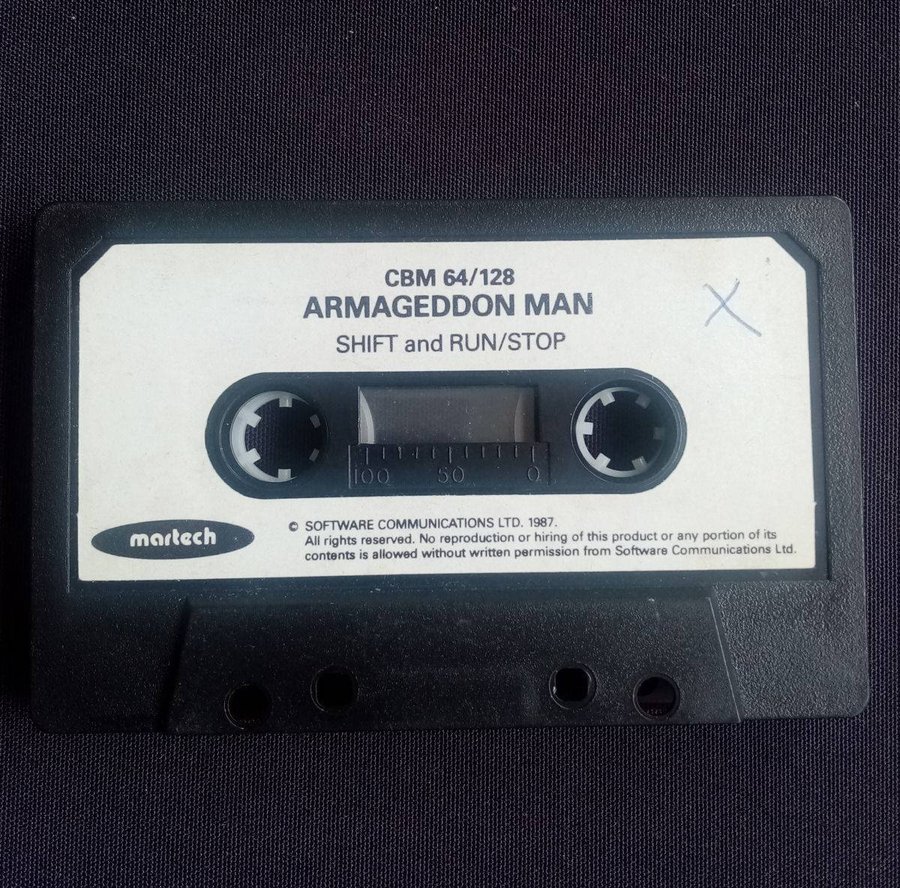 CBM 64/128
ARMAGEDDON MAN
X
SHIFT and RUN/STOP
100 50 0
martech
© SOFTWARE COMMUNICATIONS LTD. 1987.
All rights reserved. No reproduction or hiring of this product or any portion of its
contents is allowed without written permission from Software Communications Ltd.